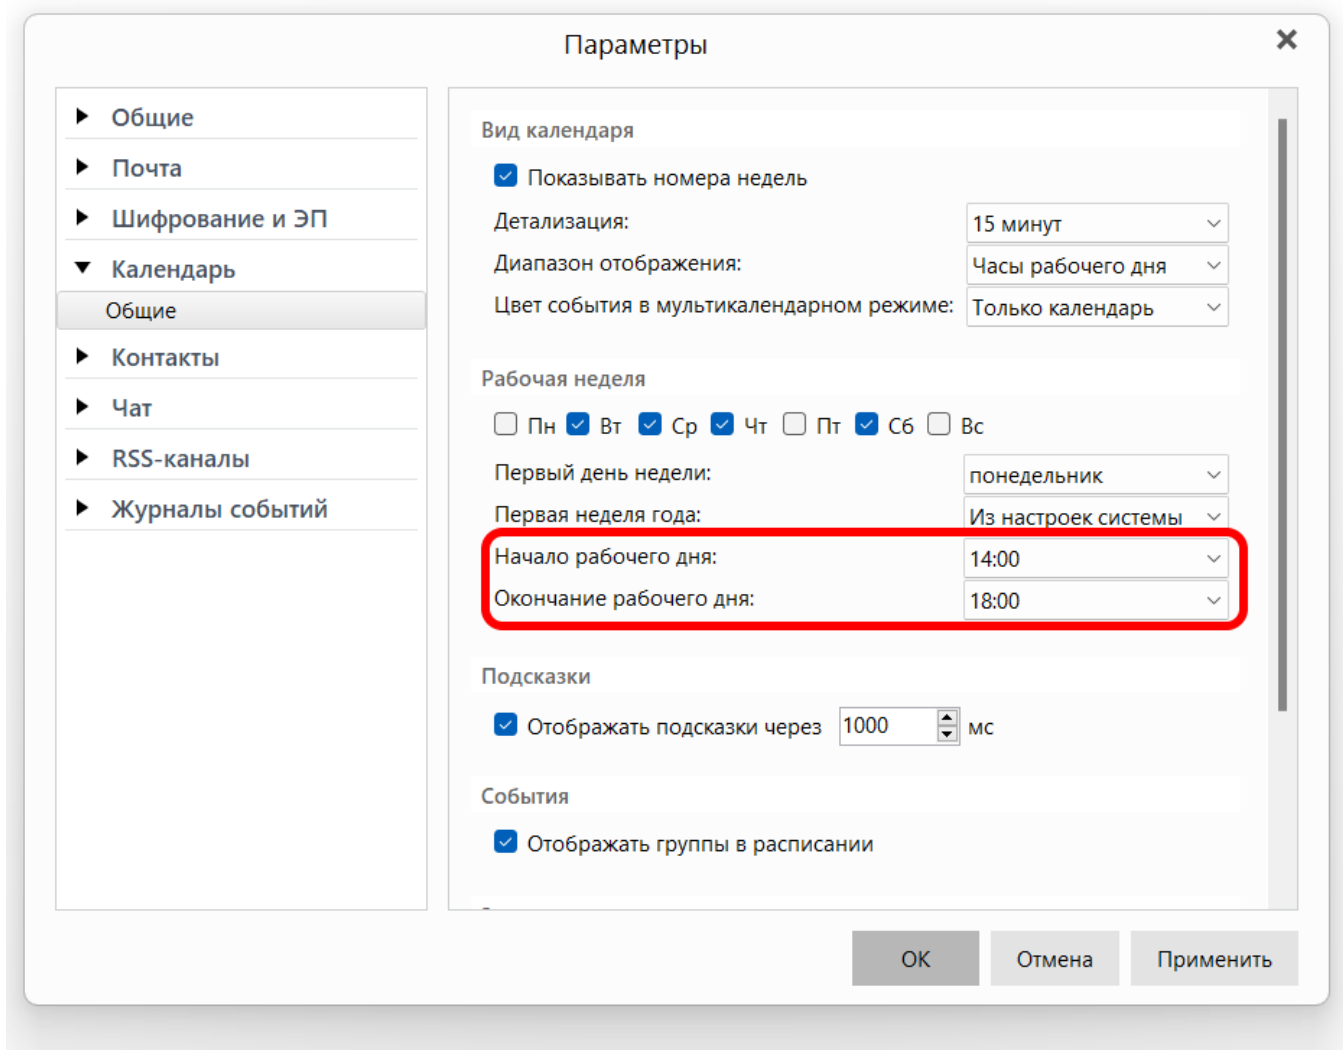 Параметры
Общие
Почта
Шифрование и ЭП
Календарь
Общие
Контакты
Чат
RSS-каналы
Журналы событий
Вид календаря
Показывать номера недель
Детализация: 15 минут
Диапазон отображения: Часы рабочего дня
Цвет события в мультикалендарном режиме: Только календарь
Рабочая неделя
Пн Вт Ср Чт Пт Сб Вс
Первый день недели: понедельник
Первая неделя года: Из настроек системы
Начало рабочего дня: 14:00
Окончание рабочего дня: 18:00
Подсказки
Отображать подсказки через 1000 мс
События
Отображать группы в расписании
ОК Отмена Применить